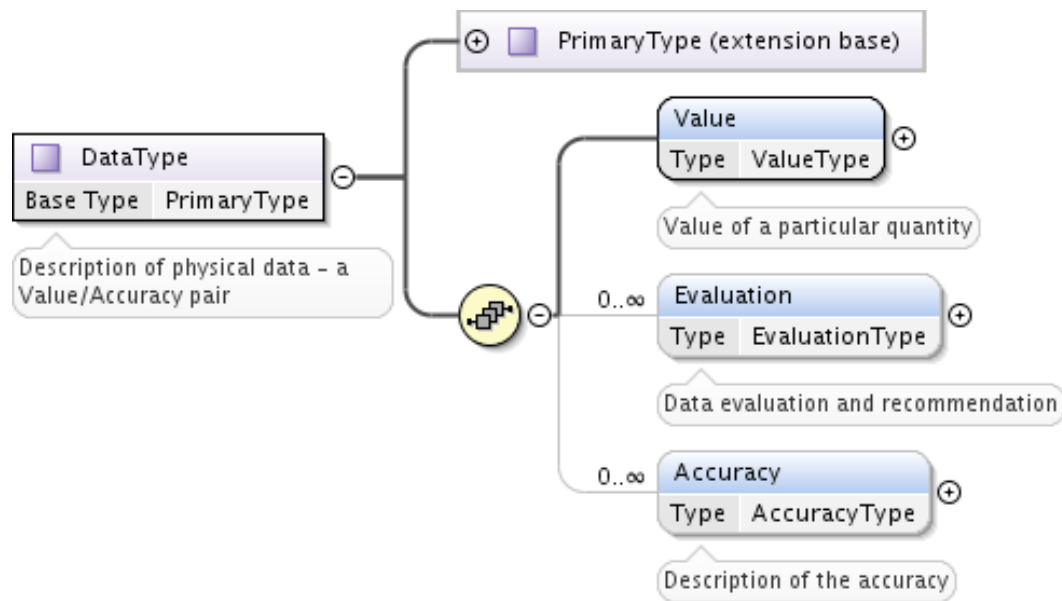 PrimaryType (extension base)
DataType
Base Type PrimaryType
Description of physical data – a
Value/Accuracy pair
Value
Type ValueType
Value of a particular quantity
0..∞
Evaluation
Type EvaluationType
Data evaluation and recommendation
0..∞
Accuracy
Type AccuracyType
Description of the accuracy